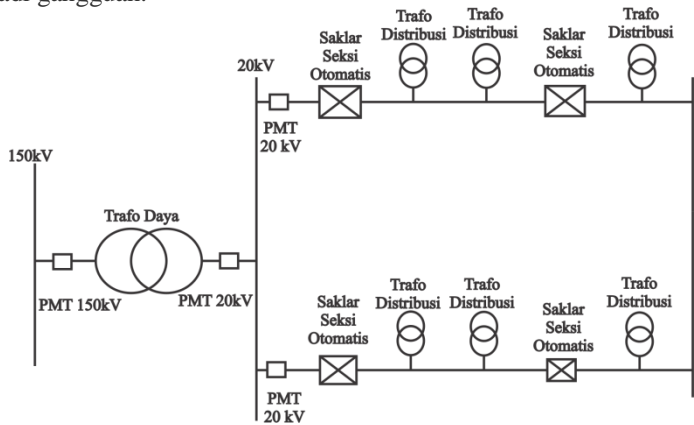 Trafo
Distribusi
Trafo
Distribusi
Trafo
Distribusi
Saklar
Seksi
Otomatis
Saklar
Seksi
Otomatis
20kV
PMT
20 kV
150kV
Trafo Daya
PMT 150kV
PMT 20kV
Trafo
Distribusi
Trafo
Distribusi
Trafo
Distribusi
Saklar
Seksi
Otomatis
Saklar
Seksi
Otomatis
PMT
20 kV